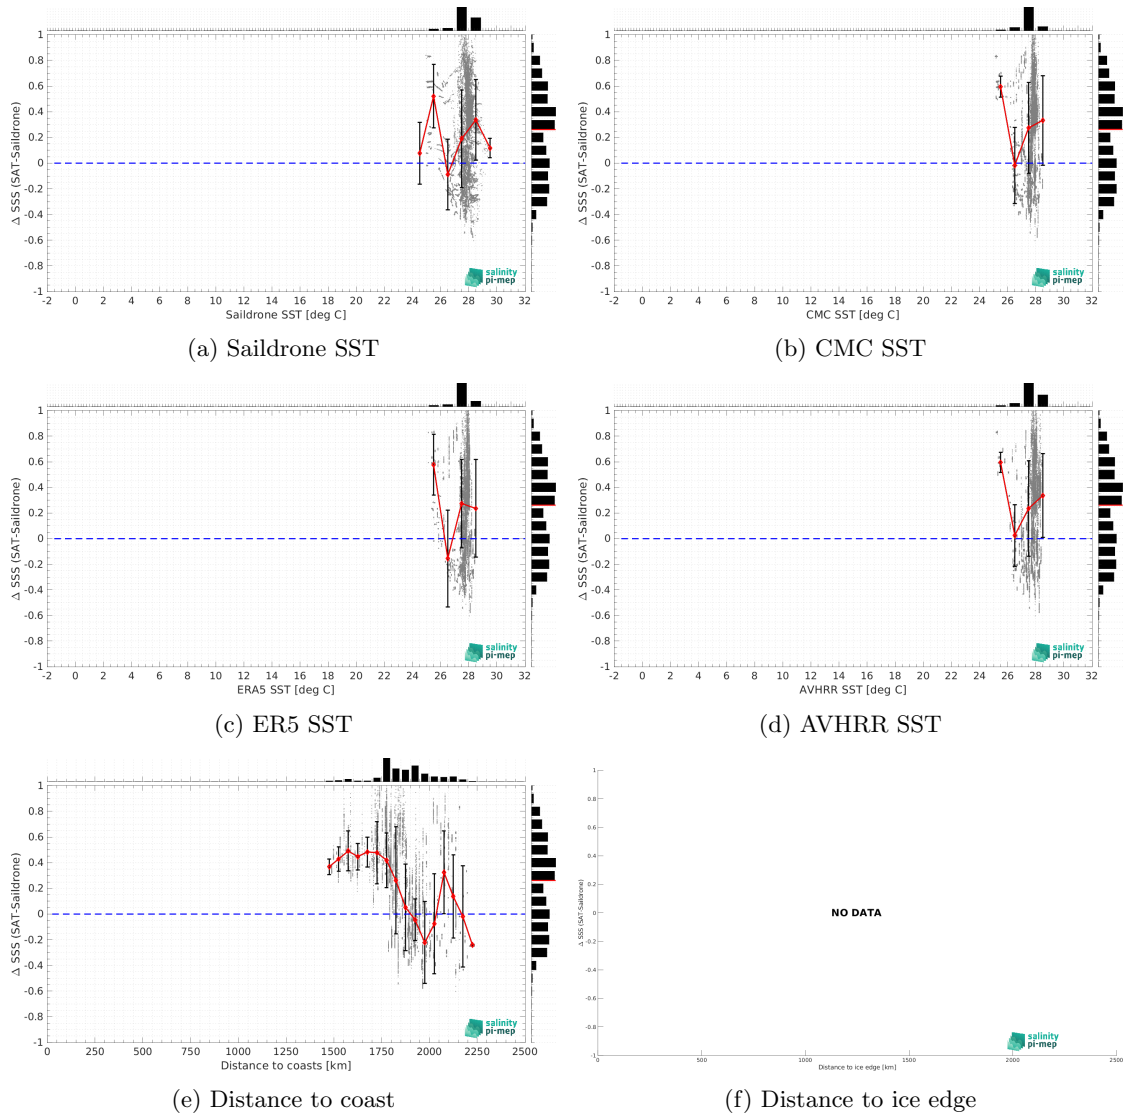 1
0.8
0.6
0.4
0.2
0
-0.2
-0.4
-0.6
-0.8
-1
Δ SSS (SAT-Saildrone)
salinity
pi-mep
-2 0 2 4 6 8 10 12 14 16 18 20 22 24 26 28 30 32
Saildrone SST [deg C]
(a) Saildrone SST
1
0.8
0.6
0.4
0.2
0
-0.2
-0.4
-0.6
-0.8
-1
Δ SSS (SAT-Saildrone)
salinity
pi-mep
-2 0 2 4 6 8 10 12 14 16 18 20 22 24 26 28 30 32
CMC SST [deg C]
(b) CMC SST
1
0.8
0.6
0.4
0.2
0
-0.2
-0.4
-0.6
-0.8
-1
Δ SSS (SAT-Saildrone)
salinity
pi-mep
-2 0 2 4 6 8 10 12 14 16 18 20 22 24 26 28 30 32
ERA5 SST [deg C]
(c) ER5 SST
1
0.8
0.6
0.4
0.2
0
-0.2
-0.4
-0.6
-0.8
-1
Δ SSS (SAT-Saildrone)
salinity
pi-mep
-2 0 2 4 6 8 10 12 14 16 18 20 22 24 26 28 30 32
AVHRR SST [deg C]
(d) AVHRR SST
1
0.8
0.6
0.4
0.2
0
-0.2
-0.4
-0.6
-0.8
-1
Δ SSS (SAT-Saildrone)
salinity
pi-mep
0 250 500 750 1000 1250 1500 1750 2000 2250 2500
Distance to coasts [km]
(e) Distance to coast
1
0.8
0.6
0.4
0.2
0
-0.2
-0.4
-0.6
-0.8
-1
Δ SSS (SAT-Saildrone)
NO DATA
salinity
pi-mep
0 500 1000 1500 2000 2500
Distance to ice edge [km]
(f) Distance to ice edge